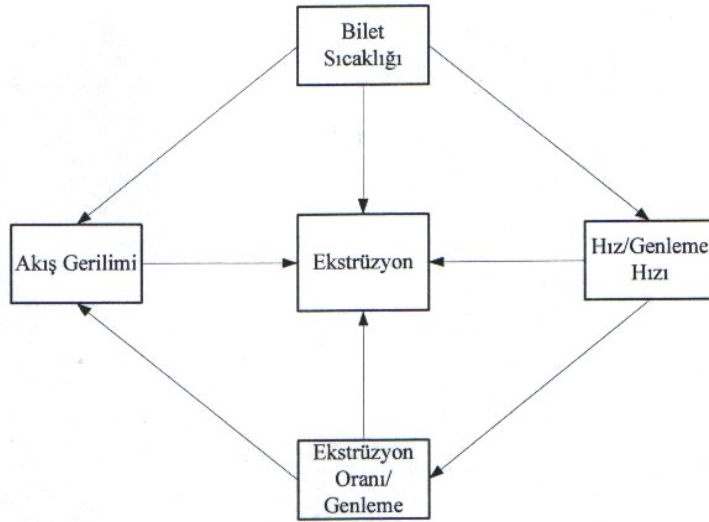 Bilet
Sıcaklığı
Akış Gerilimi
Ekstrüzyon
Hız/Genleme
Hızı
Ekstrüzyon
Oranı/
Genleme